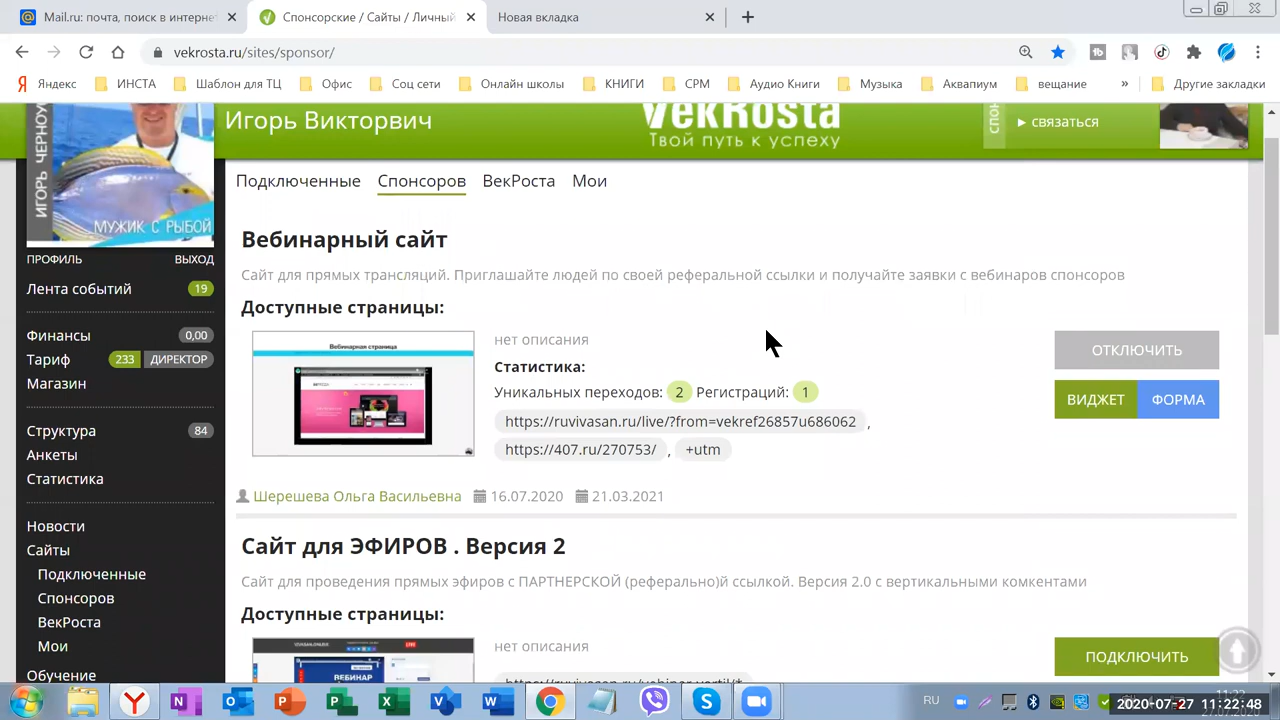 Mail.ru: почта, поиск в интернет
Спонсорские / Сайты / Личный
Новая вкладка
vekrosta.ru/sites/sponsor/
Яндекс
ИНСТА
Шаблон для ТЦ
Офис
Соц сети
Онлайн школы
КНИГИ
СРМ
Аудио Книги
Музыка
Аквапиум
вещание
»
Другие закладки
ИГОРЬ ЧЕРНОУ
МУЖИК С РЫБОЙ
Игорь Викторвич
VekRosta
Твой путь к успеху
▸ связаться
ПРОФИЛЬ ВЫХОД
Лента событий 19
Финансы 0,00
Тариф 233 ДИРЕКТОР
Магазин
Структура 84
Анкеты
Статистика
Новости
Сайты
Подключенные
Спонсоров
ВекРоста
Мои
Обучение
Подключенные Спонсоров ВекРоста Мои
Вебинарный сайт
Сайт для прямых трансляций. Приглашайте людей по своей реферальной ссылки и получайте заявки с вебинаров спонсоров
Доступные страницы:
Вебинарная страница
нет описания
Статистика:
Уникальных переходов: 2 Регистраций: 1
https://ruvivasan.ru/live/?from=vekref26857u686062 ,
https://407.ru/270753/ , +utm
ОТКЛЮЧИТЬ
ВИДЖЕТ ФОРМА
Шерешева Ольга Васильевна 16.07.2020 21.03.2021
Сайт для ЭФИРОВ . Версия 2
Сайт для проведения прямых эфиров с ПАРТНЕРСКОЙ (реферально)й ссылкой. Версия 2.0 с вертикальными комкентами
Доступные страницы:
ВЕБИНАР
нет описания
ПОДКЛЮЧИТЬ
RU
2020-07-27 11:22:48